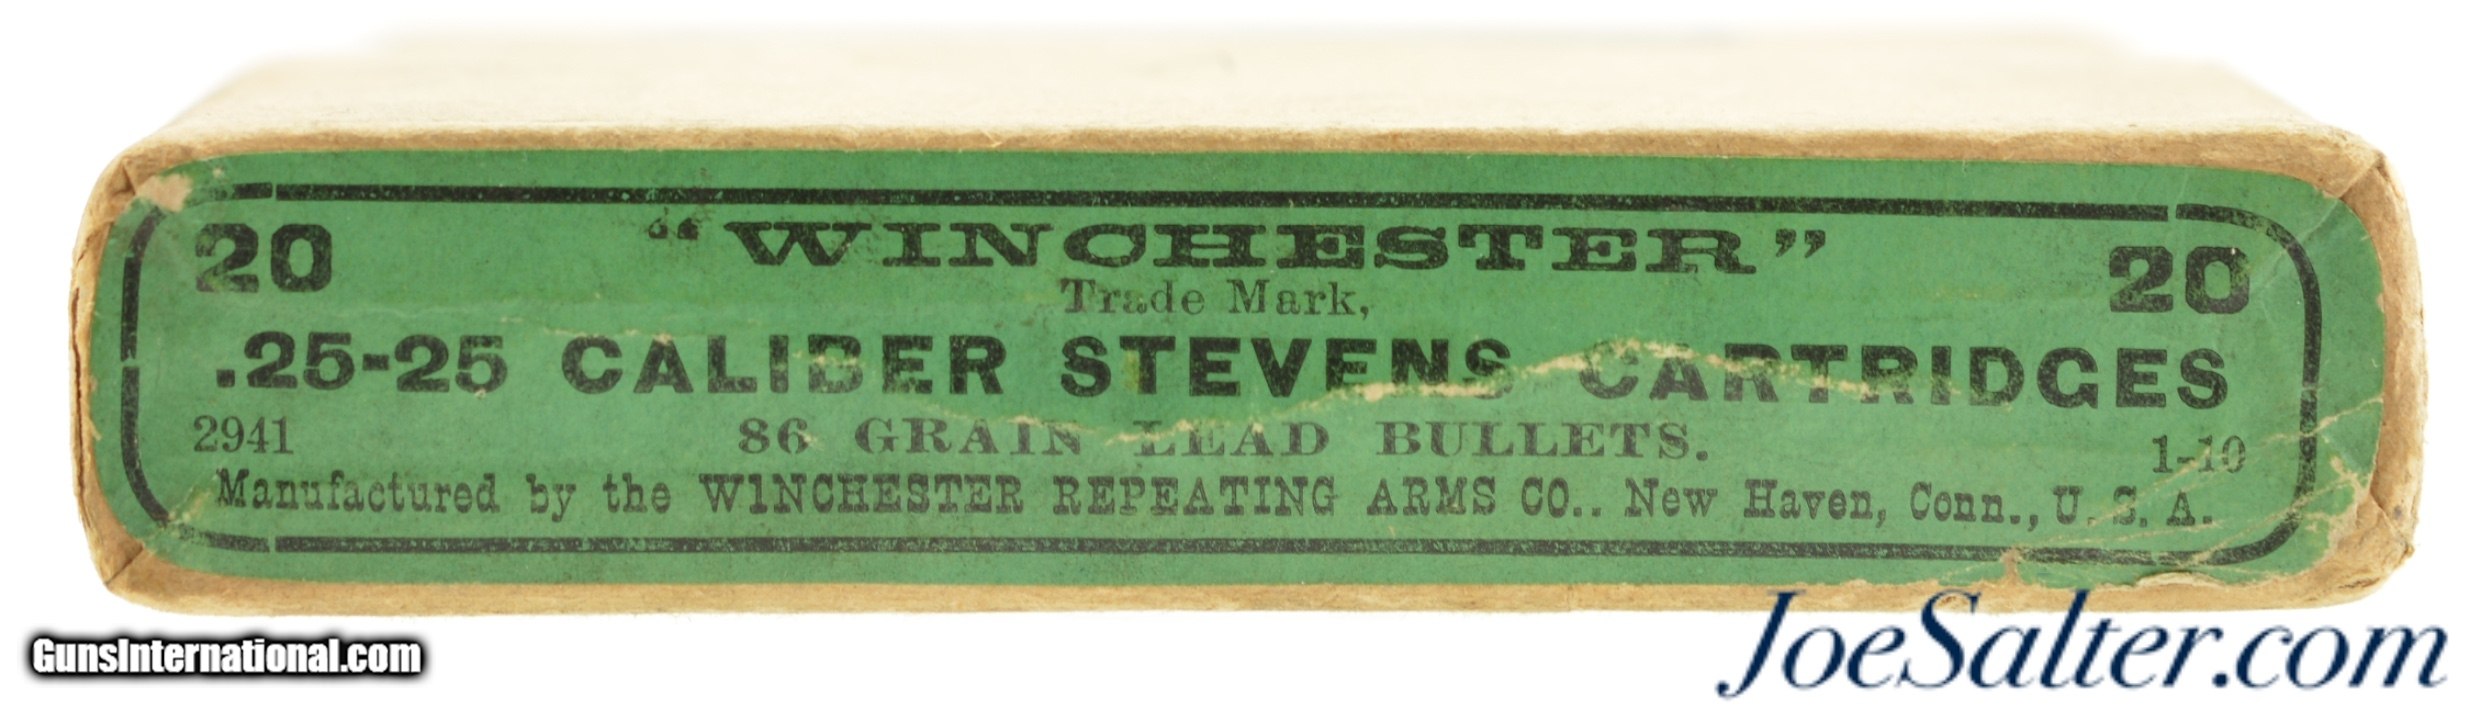 20 “WINCHESTER” 20
Trade Mark,
.25-25 CALIBER STEVENS CARTRIDGES
2941 86 GRAIN LEAD BULLETS. 1-10
Manufactured by the WINCHESTER REPEATING ARMS CO.. New Haven, Conn., U. S. A.
GunsInternational.com
JoeSalter.com